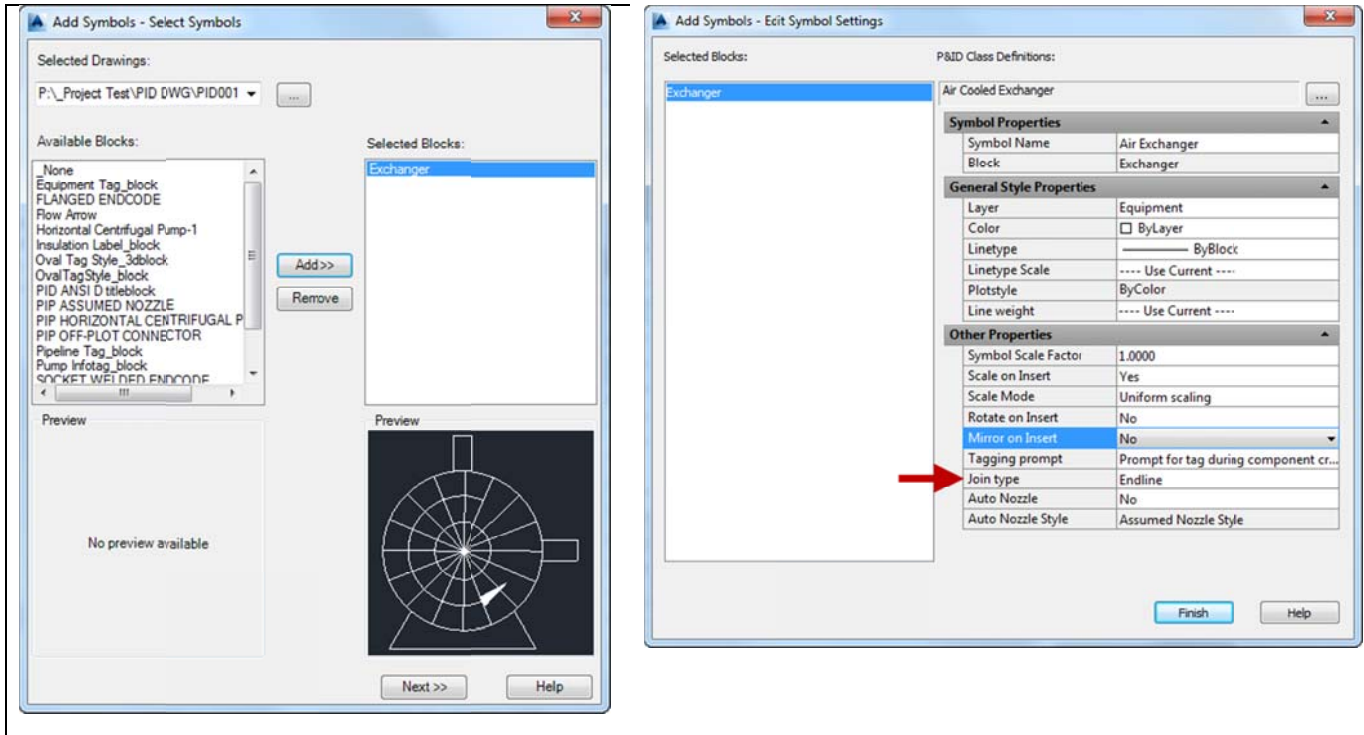 Add Symbols - Select Symbols
Selected Drawings:
P:\_Project Test\PID DWG\PID001
...
Available Blocks:
_None
Equipment Tag_block
FLANGED ENDCODE
Flow Arrow
Horizontal Centrifugal Pump-1
Insulation Label_block
Oval Tag Style_3dblock
OvalTagStyle_block
PID ANSI D titleblock
PIP ASSUMED NOZZLE
PIP HORIZONTAL CENTRIFUGAL P
PIP OFF-PLOT CONNECTOR
Pipeline Tag_block
Pump Infotag_block
SOCKET WELDED ENDCODE
Add>>
Remove
Selected Blocks:
Exchanger
Preview
No preview available
Preview
Next >>
Help
Add Symbols - Edit Symbol Settings
Selected Blocks:
Exchanger
P&ID Class Definitions:
Air Cooled Exchanger
...
Symbol Properties
Symbol Name Air Exchanger
Block Exchanger
General Style Properties
Layer Equipment
Color ByLayer
Linetype ByBlock
Linetype Scale ---- Use Current ----
Plotstyle ByColor
Line weight ---- Use Current ----
Other Properties
Symbol Scale Factor 1.0000
Scale on Insert Yes
Scale Mode Uniform scaling
Rotate on Insert No
Mirror on Insert No
Tagging prompt Prompt for tag during component cr...
Join type Endline
Auto Nozzle No
Auto Nozzle Style Assumed Nozzle Style
Finish
Help